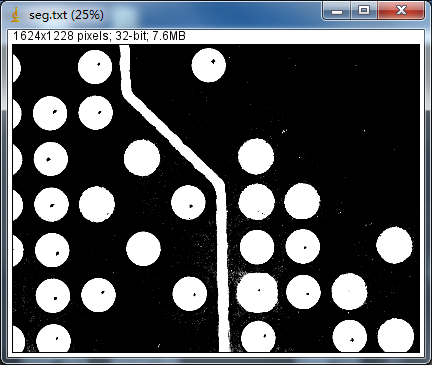 seg.txt (25%)
1624x1228 pixels; 32-bit; 7.6MB